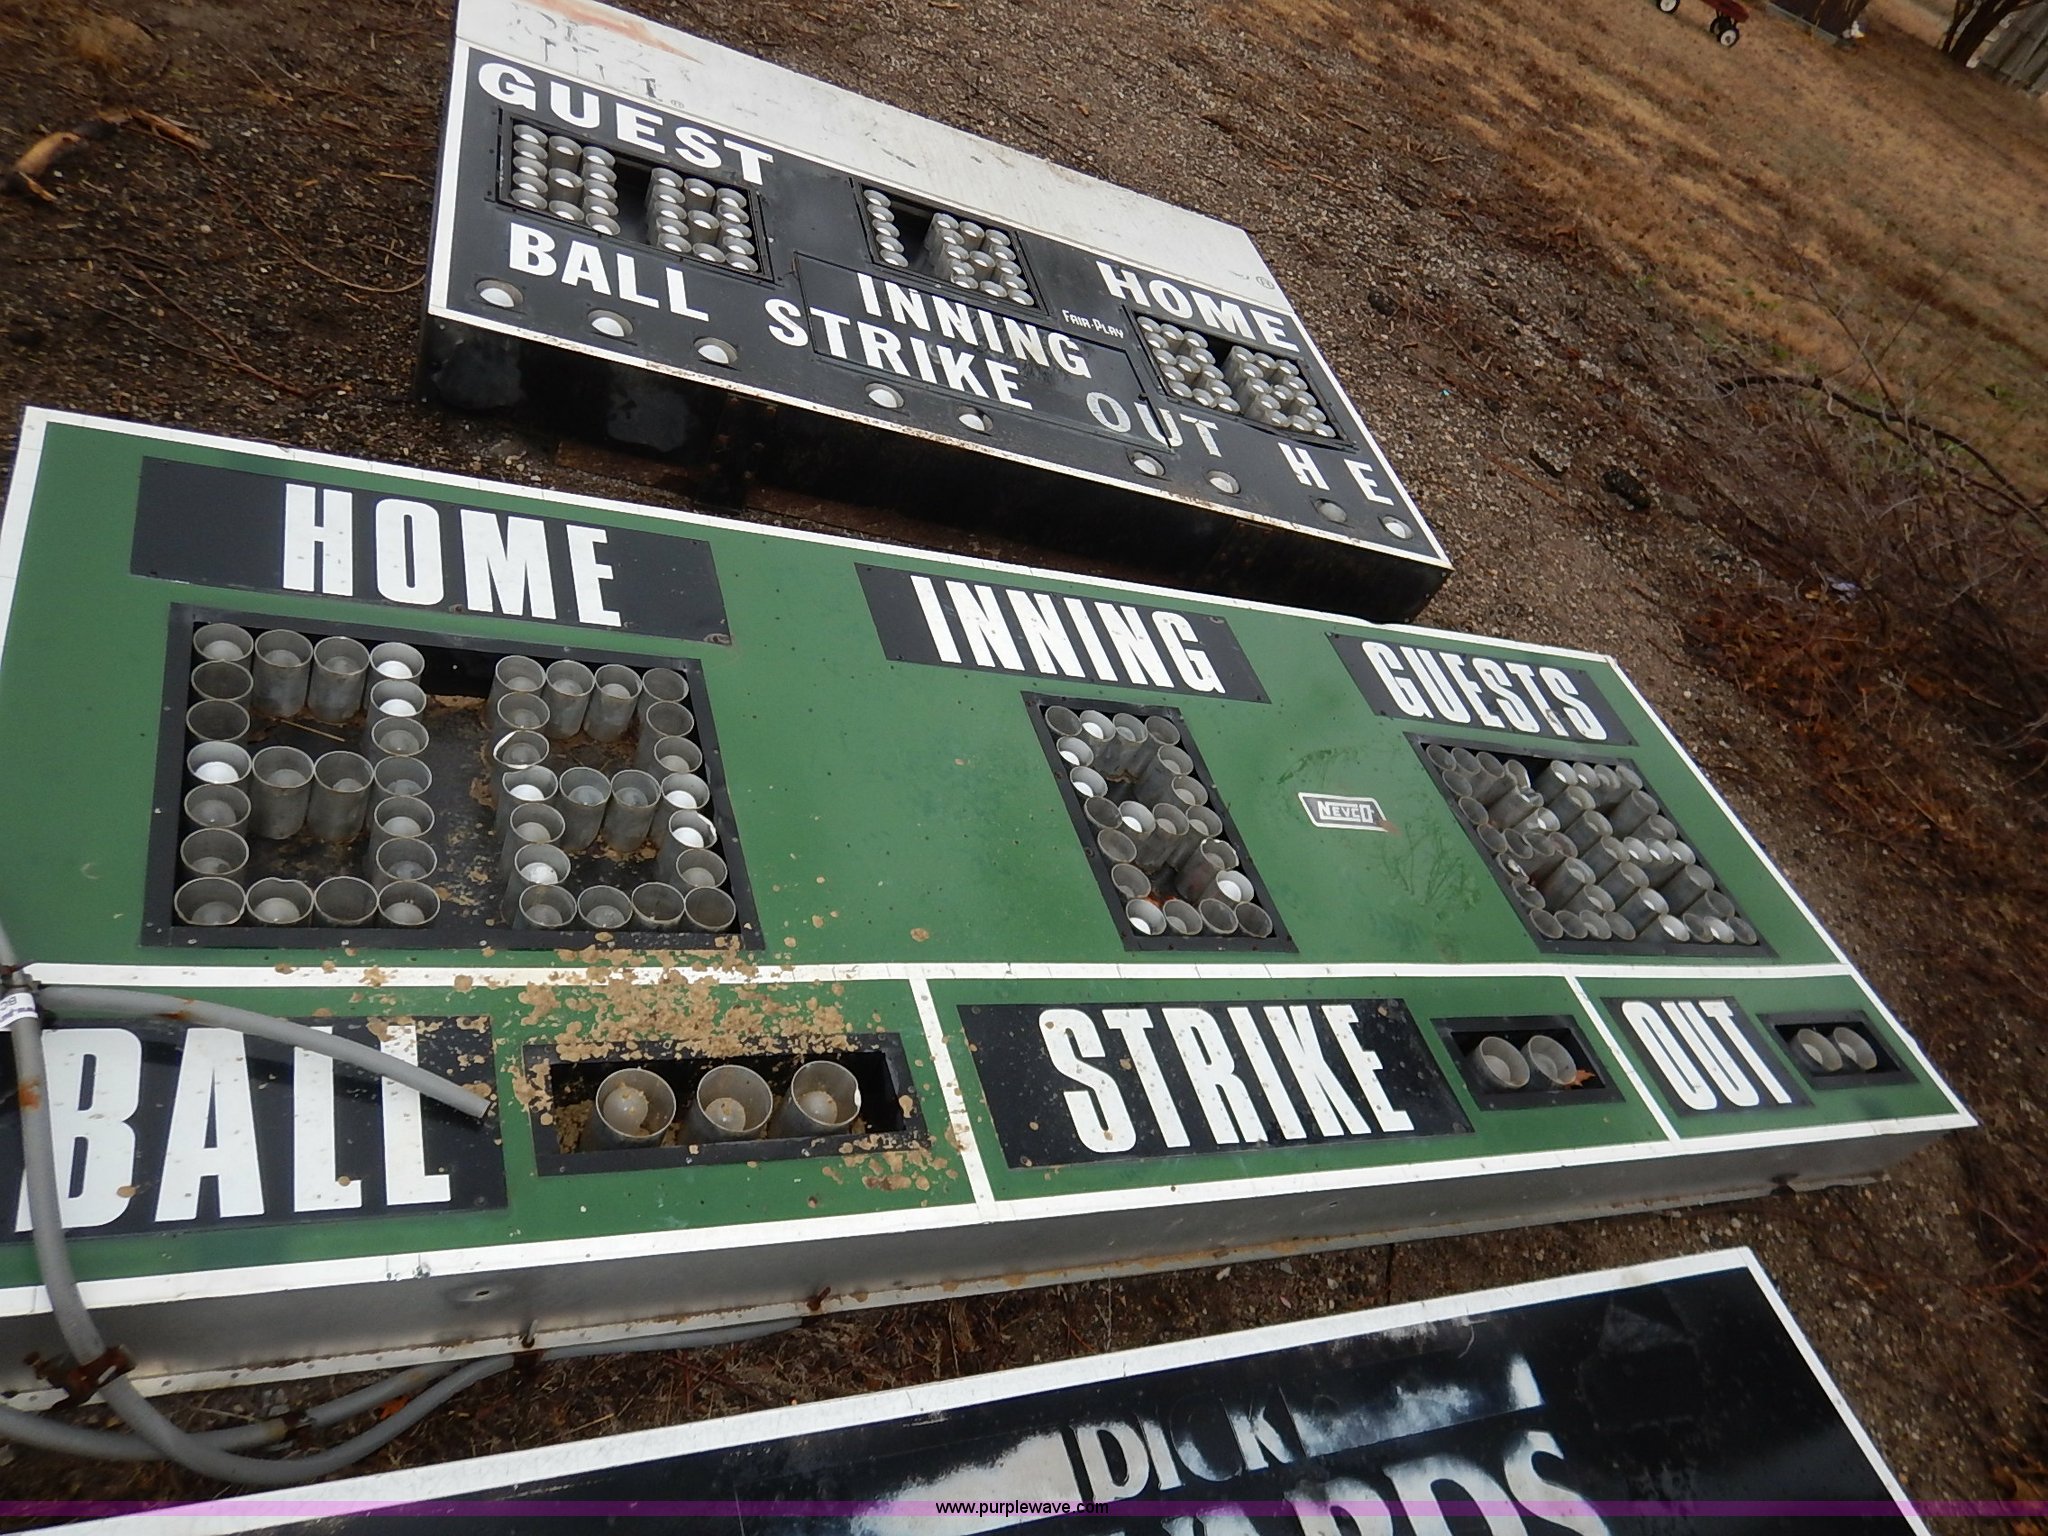 GUEST
HOME
INNING
FAIR-PLAY
BALL STRIKE OUT H E
HOME INNING GUESTS
NEVCO
BALL STRIKE OUT
DICK
www.purplewave.com